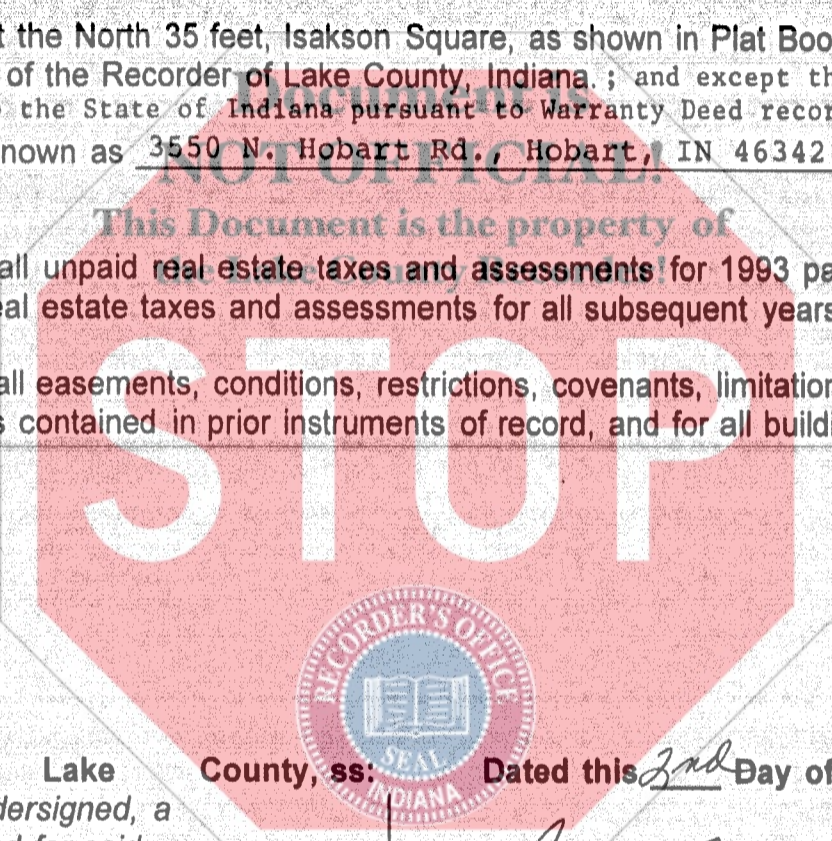 t the North 35 feet, Isakson Square, as shown in Plat Boo
of the Recorder of Lake County, Indiana. ; and except th
the State of Indiana pursuant to Warranty Deed recor
nown as 3550 N. Hobart Rd., Hobart, IN 46342
Document is
NOT OFFICIAL!
This Document is the property of
the Lake County Recorder!
all unpaid real estate taxes and assessments for 1993 pa
eal estate taxes and assessments for all subsequent years
all easements, conditions, restrictions, covenants, limitation
s contained in prior instruments of record, and for all buildi
STOP
RECORDER'S OFFICE
SEAL
INDIANA
Lake County, ss: Dated this 2nd Day of
dersigned, a